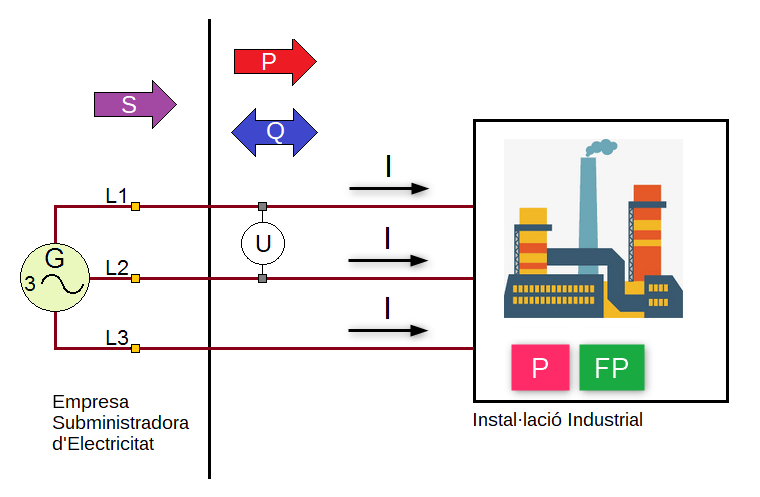 P
S
Q
I
L1
U
G
3
I
L2
I
L3
P FP
Empresa
Subministradora
d'Electricitat
Instal·lació Industrial